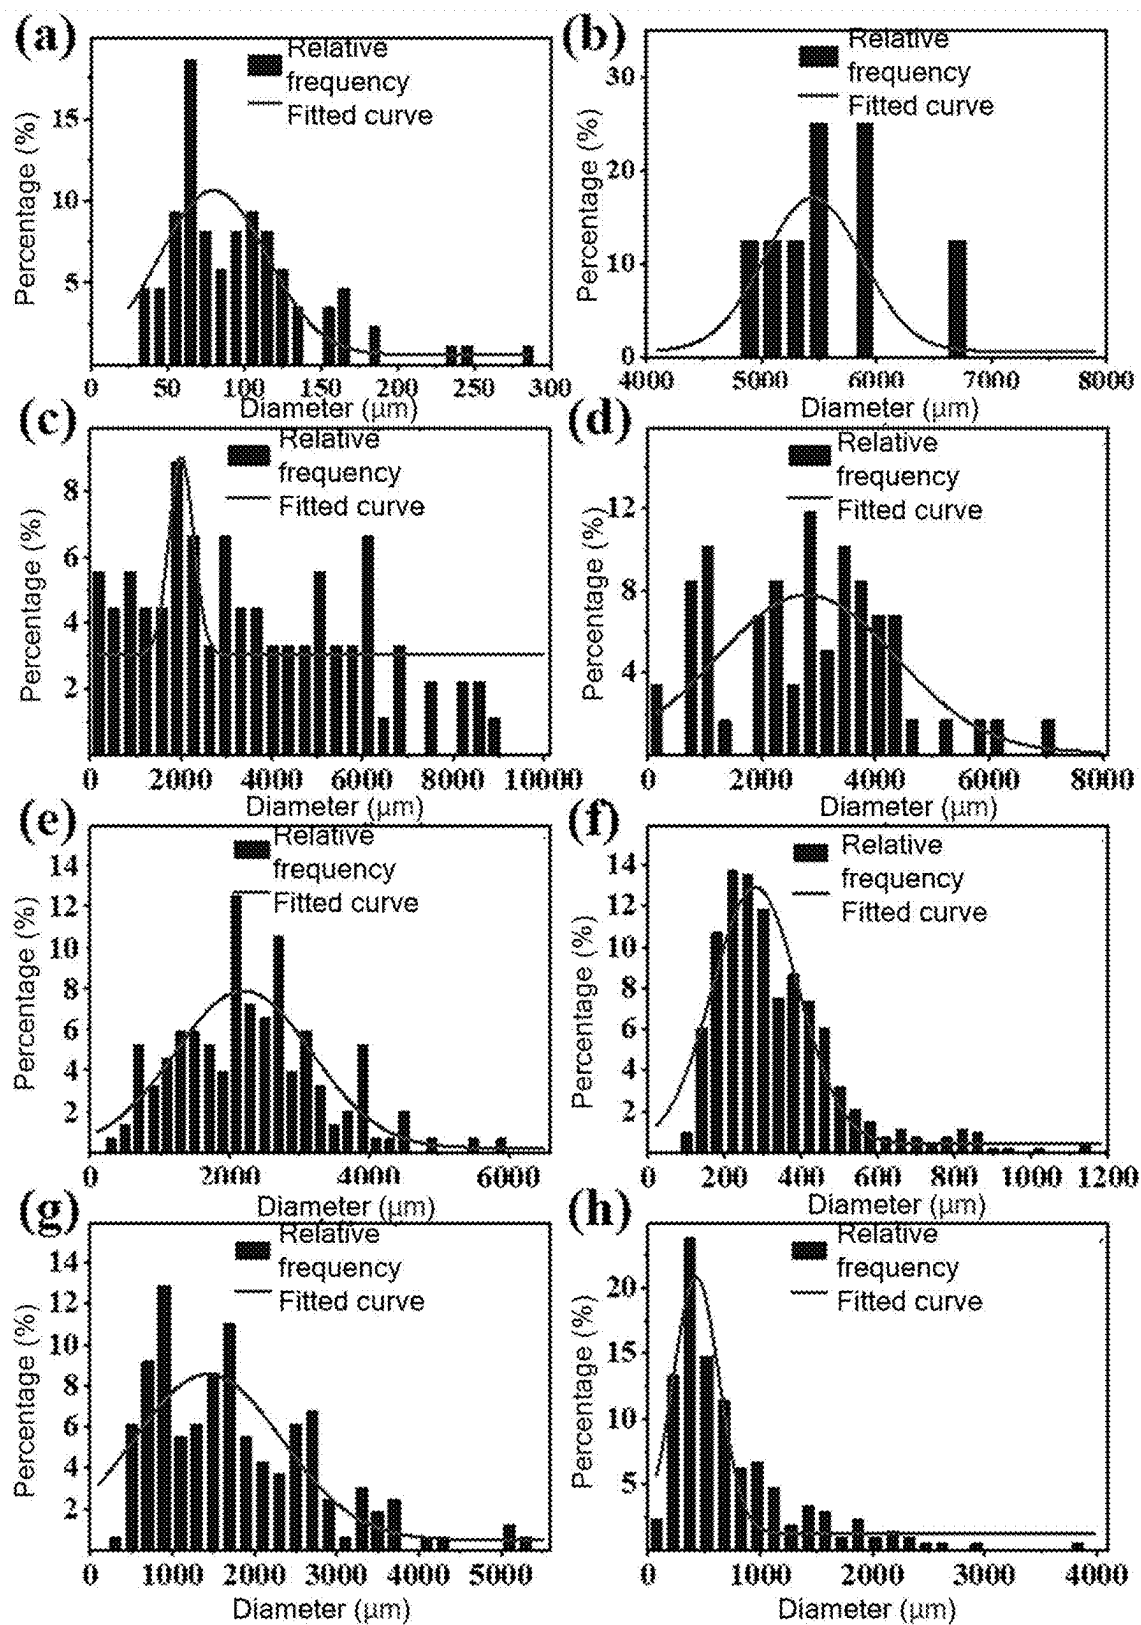 (a)
Relative
frequency
Fitted curve
Percentage (%)
15
10
5
0 50 100 150 200 250 300
Diameter (μm)
(b)
Relative
frequency
Fitted curve
Percentage (%)
30
20
10
0
4000 5000 6000 7000 8000
Diameter (μm)
(c)
Relative
frequency
Fitted curve
Percentage (%)
8
6
4
2
0 2000 4000 6000 8000 10000
Diameter (μm)
(d)
Relative
frequency
Fitted curve
Percentage (%)
12
8
4
0 2000 4000 6000 8000
Diameter (μm)
(e)
Relative
frequency
Fitted curve
Percentage (%)
14
12
10
8
6
4
2
0 2000 4000 6000
Diameter (μm)
(f)
Relative
frequency
Fitted curve
Percentage (%)
14
12
10
8
6
4
2
0 200 400 600 800 1000 1200
Diameter (μm)
(g)
Relative
frequency
Fitted curve
Percentage (%)
14
12
10
8
6
4
2
0 1000 2000 3000 4000 5000
Diameter (μm)
(h)
Relative
frequency
Fitted curve
Percentage (%)
20
15
10
5
0 1000 2000 3000 4000
Diameter (μm)